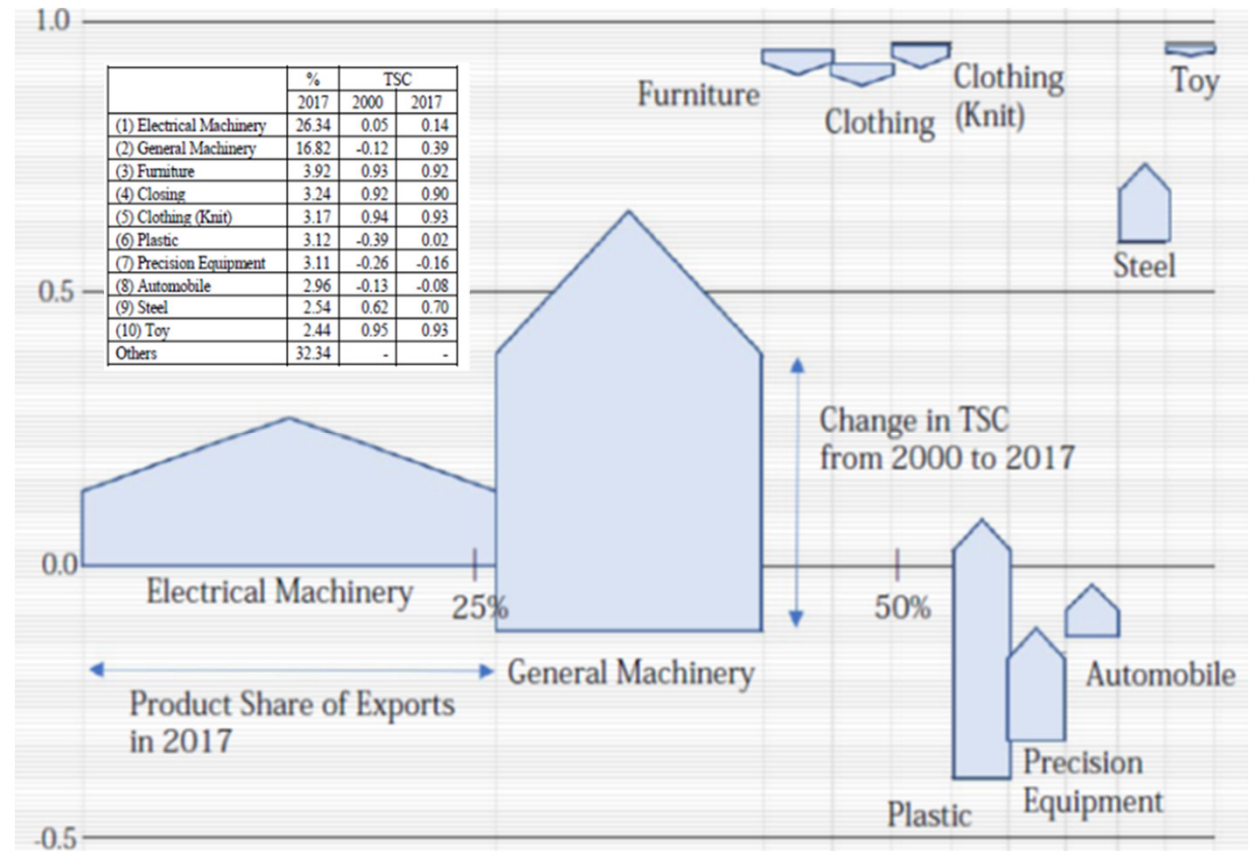 1.0
% TSC
2017 2000 2017
(1) Electrical Machinery 26.34 0.05 0.14
(2) General Machinery 16.82 -0.12 0.39
(3) Furniture 3.92 0.93 0.92
(4) Closing 3.24 0.92 0.90
(5) Clothing (Knit) 3.17 0.94 0.93
(6) Plastic 3.12 -0.39 0.02
(7) Precision Equipment 3.11 -0.26 -0.16
(8) Automobile 2.96 -0.13 -0.08
(9) Steel 2.54 0.62 0.70
(10) Toy 2.44 0.95 0.93
Others 32.34 - -
Furniture
Clothing
Clothing
(Knit)
Toy
Steel
0.5
Change in TSC
from 2000 to 2017
0.0
Electrical Machinery
25%
50%
General Machinery
Product Share of Exports
in 2017
Automobile
Precision
Equipment
Plastic
-0.5